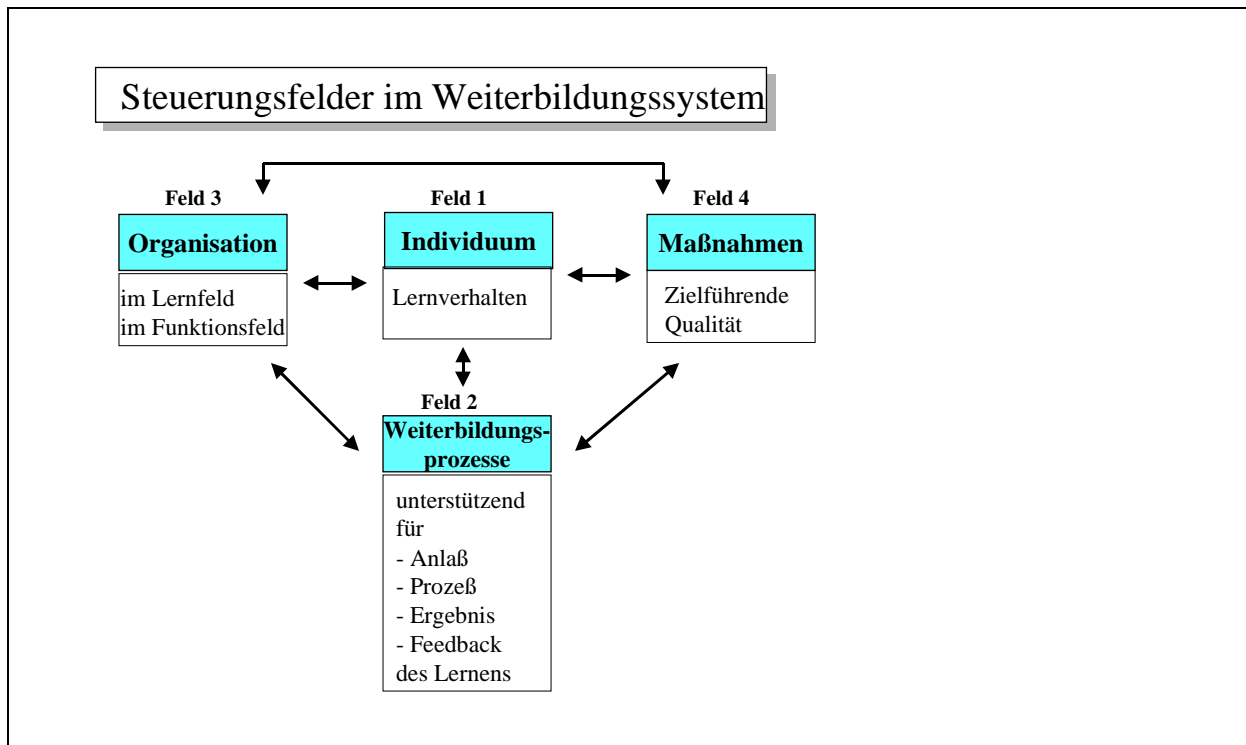 Steuerungsfelder im Weiterbildungssystem
Feld 3
Organisation
im Lernfeld
im Funktionsfeld
Feld 1
Individuum
Lernverhalten
Feld 4
Maßnahmen
Zielführende
Qualität
Feld 2
Weiterbildungs-
prozesse
unterstützend
für
- Anlaß
- Prozeß
- Ergebnis
- Feedback
des Lernens